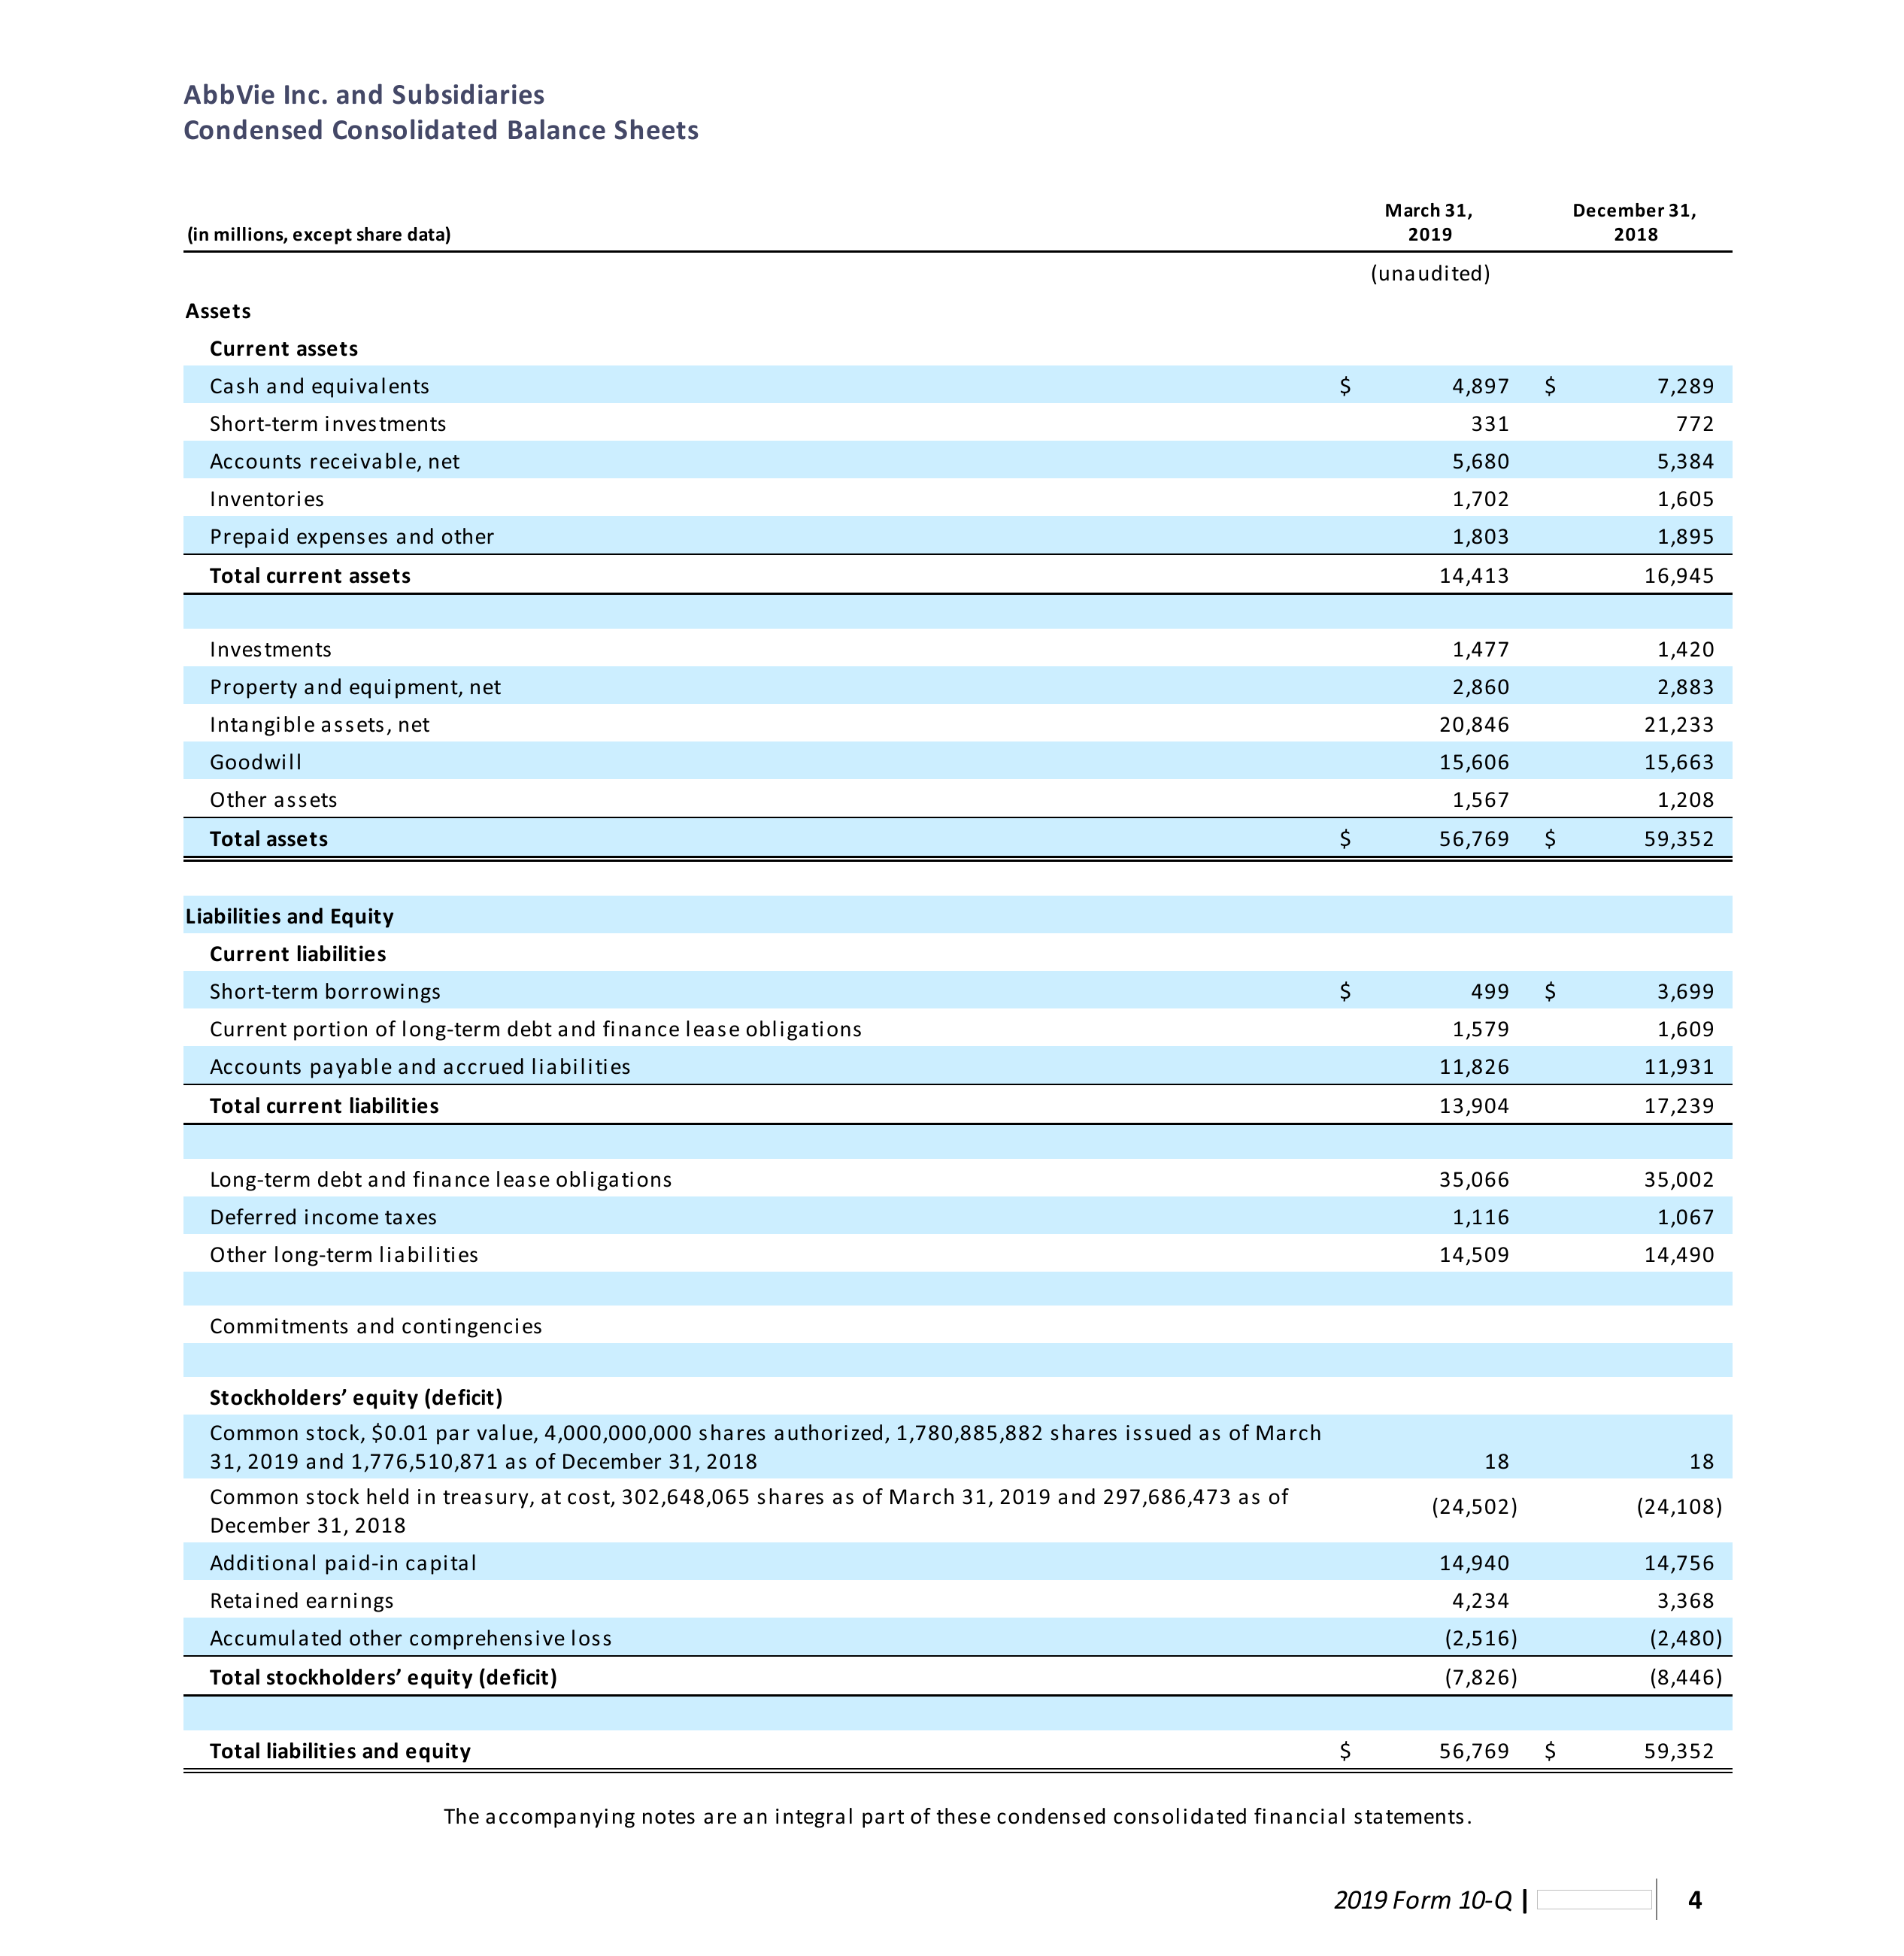 AbbVie Inc. and Subsidiaries
Condensed Consolidated Balance Sheets
(in millions, except share data) March 31, 2019 December 31, 2018
(unaudited)
Assets
Current assets
Cash and equivalents $ 4,897 $ 7,289
Short-term investments 331 772
Accounts receivable, net 5,680 5,384
Inventories 1,702 1,605
Prepaid expenses and other 1,803 1,895
Total current assets 14,413 16,945
Investments 1,477 1,420
Property and equipment, net 2,860 2,883
Intangible assets, net 20,846 21,233
Goodwill 15,606 15,663
Other assets 1,567 1,208
Total assets $ 56,769 $ 59,352
Liabilities and Equity
Current liabilities
Short-term borrowings $ 499 $ 3,699
Current portion of long-term debt and finance lease obligations 1,579 1,609
Accounts payable and accrued liabilities 11,826 11,931
Total current liabilities 13,904 17,239
Long-term debt and finance lease obligations 35,066 35,002
Deferred income taxes 1,116 1,067
Other long-term liabilities 14,509 14,490
Commitments and contingencies
Stockholders’ equity (deficit)
Common stock, $0.01 par value, 4,000,000,000 shares authorized, 1,780,885,882 shares issued as of March
31, 2019 and 1,776,510,871 as of December 31, 2018 18 18
Common stock held in treasury, at cost, 302,648,065 shares as of March 31, 2019 and 297,686,473 as of
December 31, 2018 (24,502) (24,108)
Additional paid-in capital 14,940 14,756
Retained earnings 4,234 3,368
Accumulated other comprehensive loss (2,516) (2,480)
Total stockholders’ equity (deficit) (7,826) (8,446)
Total liabilities and equity $ 56,769 $ 59,352
The accompanying notes are an integral part of these condensed consolidated financial statements.
2019 Form 10-Q | 4